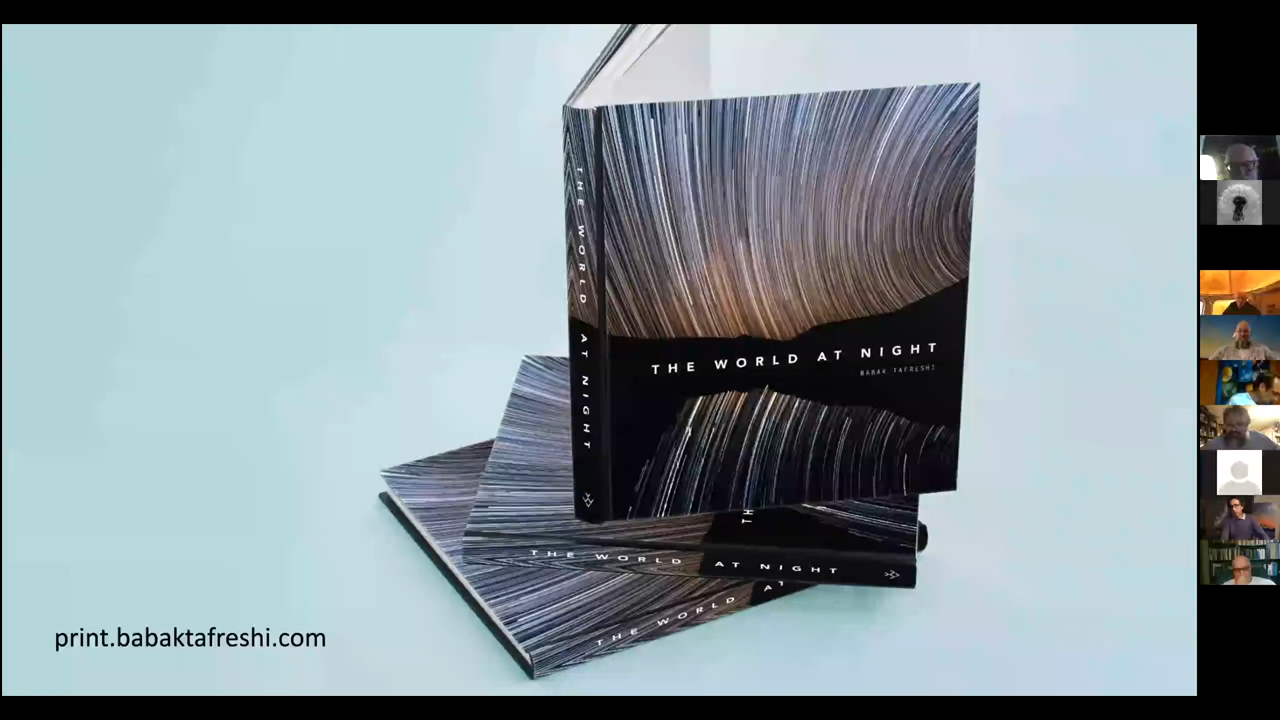 THE WORLD AT NIGHT
THE WORLD AT NIGHT
BABAK TAFRESHI
TH
THE WORLD AT NIGHT
THE WORLD AT
print.babaktafreshi.com